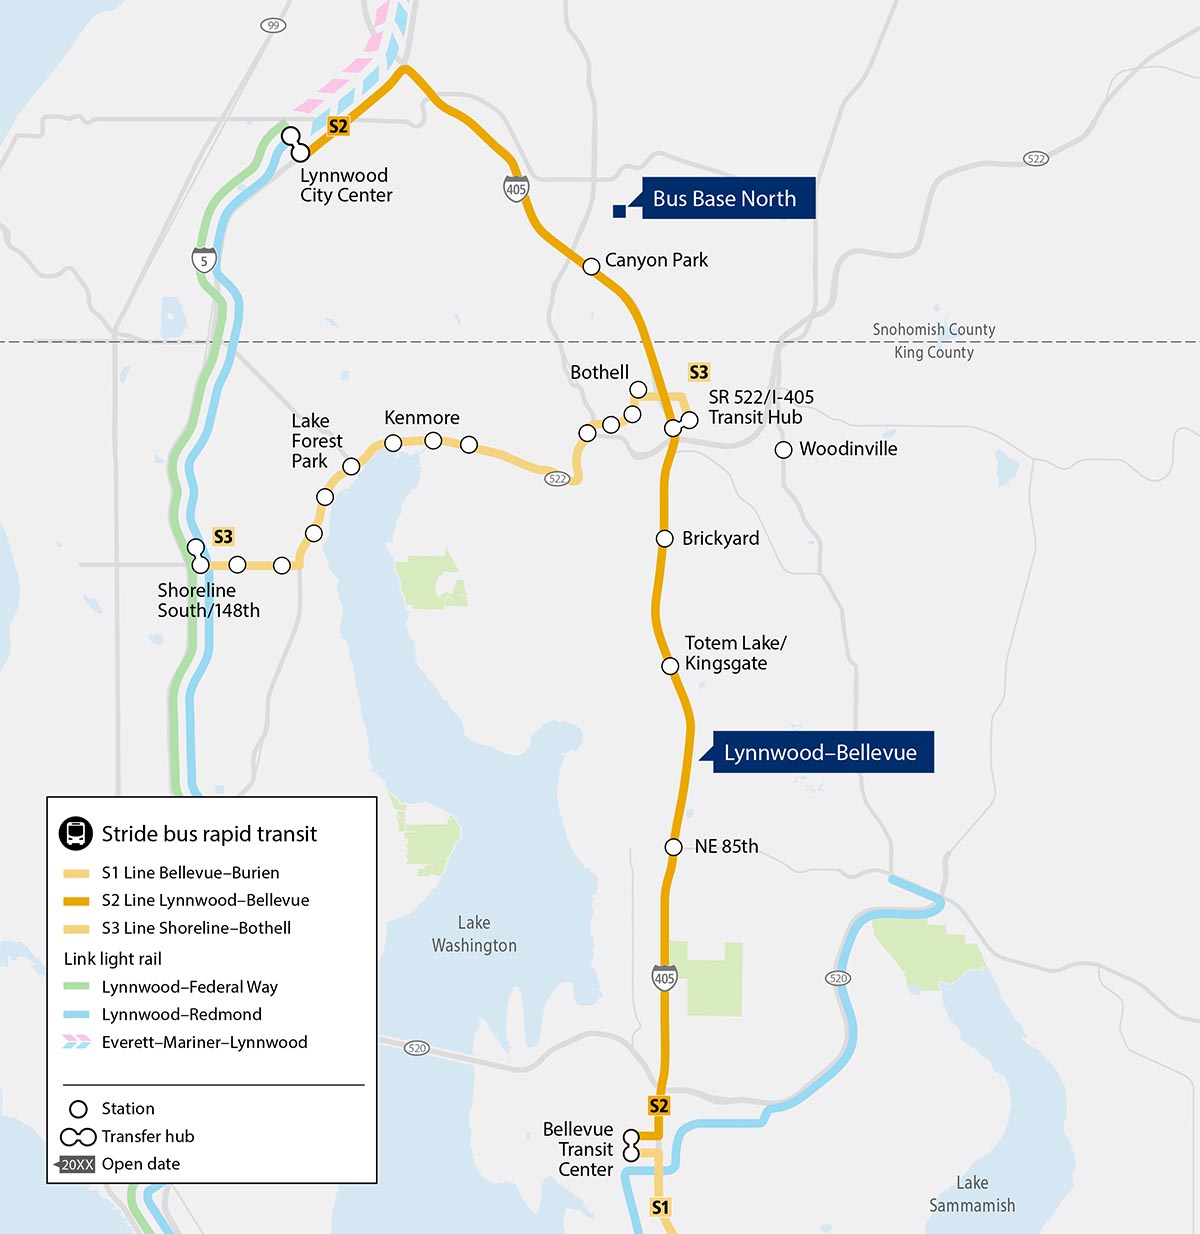 99
S2
Lynnwood
City Center
405
522
Bus Base North
5
Canyon Park
Snohomish County
King County
Bothell
S3
SR 522/I-405
Transit Hub
Lake
Forest
Park
Kenmore
Woodinville
522
S3
Brickyard
Shoreline
South/148th
Totem Lake/
Kingsgate
Lynnwood–Bellevue
NE 85th
Stride bus rapid transit
S1 Line Bellevue–Burien
S2 Line Lynnwood–Bellevue
S3 Line Shoreline–Bothell
Link light rail
Lynnwood–Federal Way
Lynnwood–Redmond
Everett–Mariner–Lynnwood
Station
Transfer hub
20XX Open date
Lake
Washington
405
520
520
S2
Bellevue
Transit
Center
S1
Lake
Sammamish